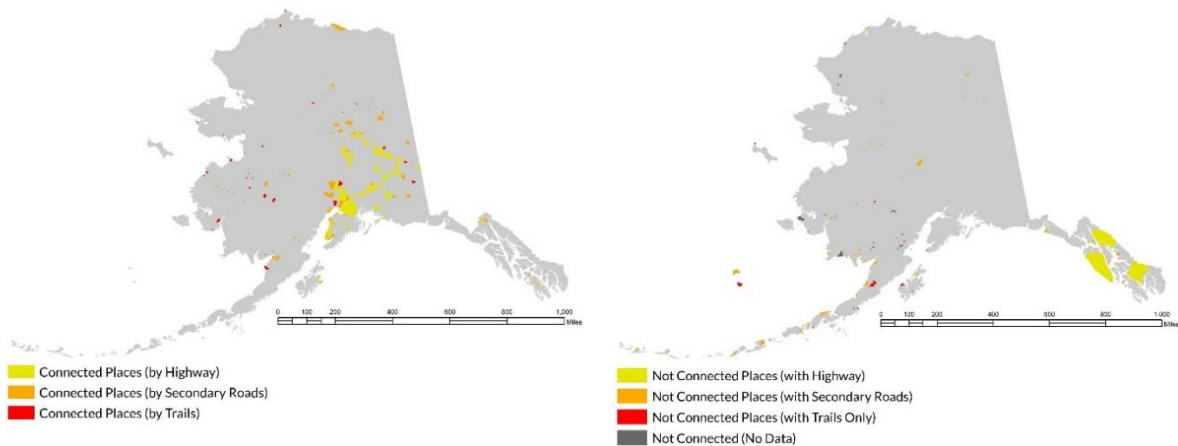 0 100 200 400 600 800 1,000
Miles
Connected Places (by Highway)
Connected Places (by Secondary Roads)
Connected Places (by Trails)
0 100 200 400 600 800 1,000
Miles
Not Connected Places (with Highway)
Not Connected Places (with Secondary Roads)
Not Connected Places (with Trails Only)
Not Connected (No Data)